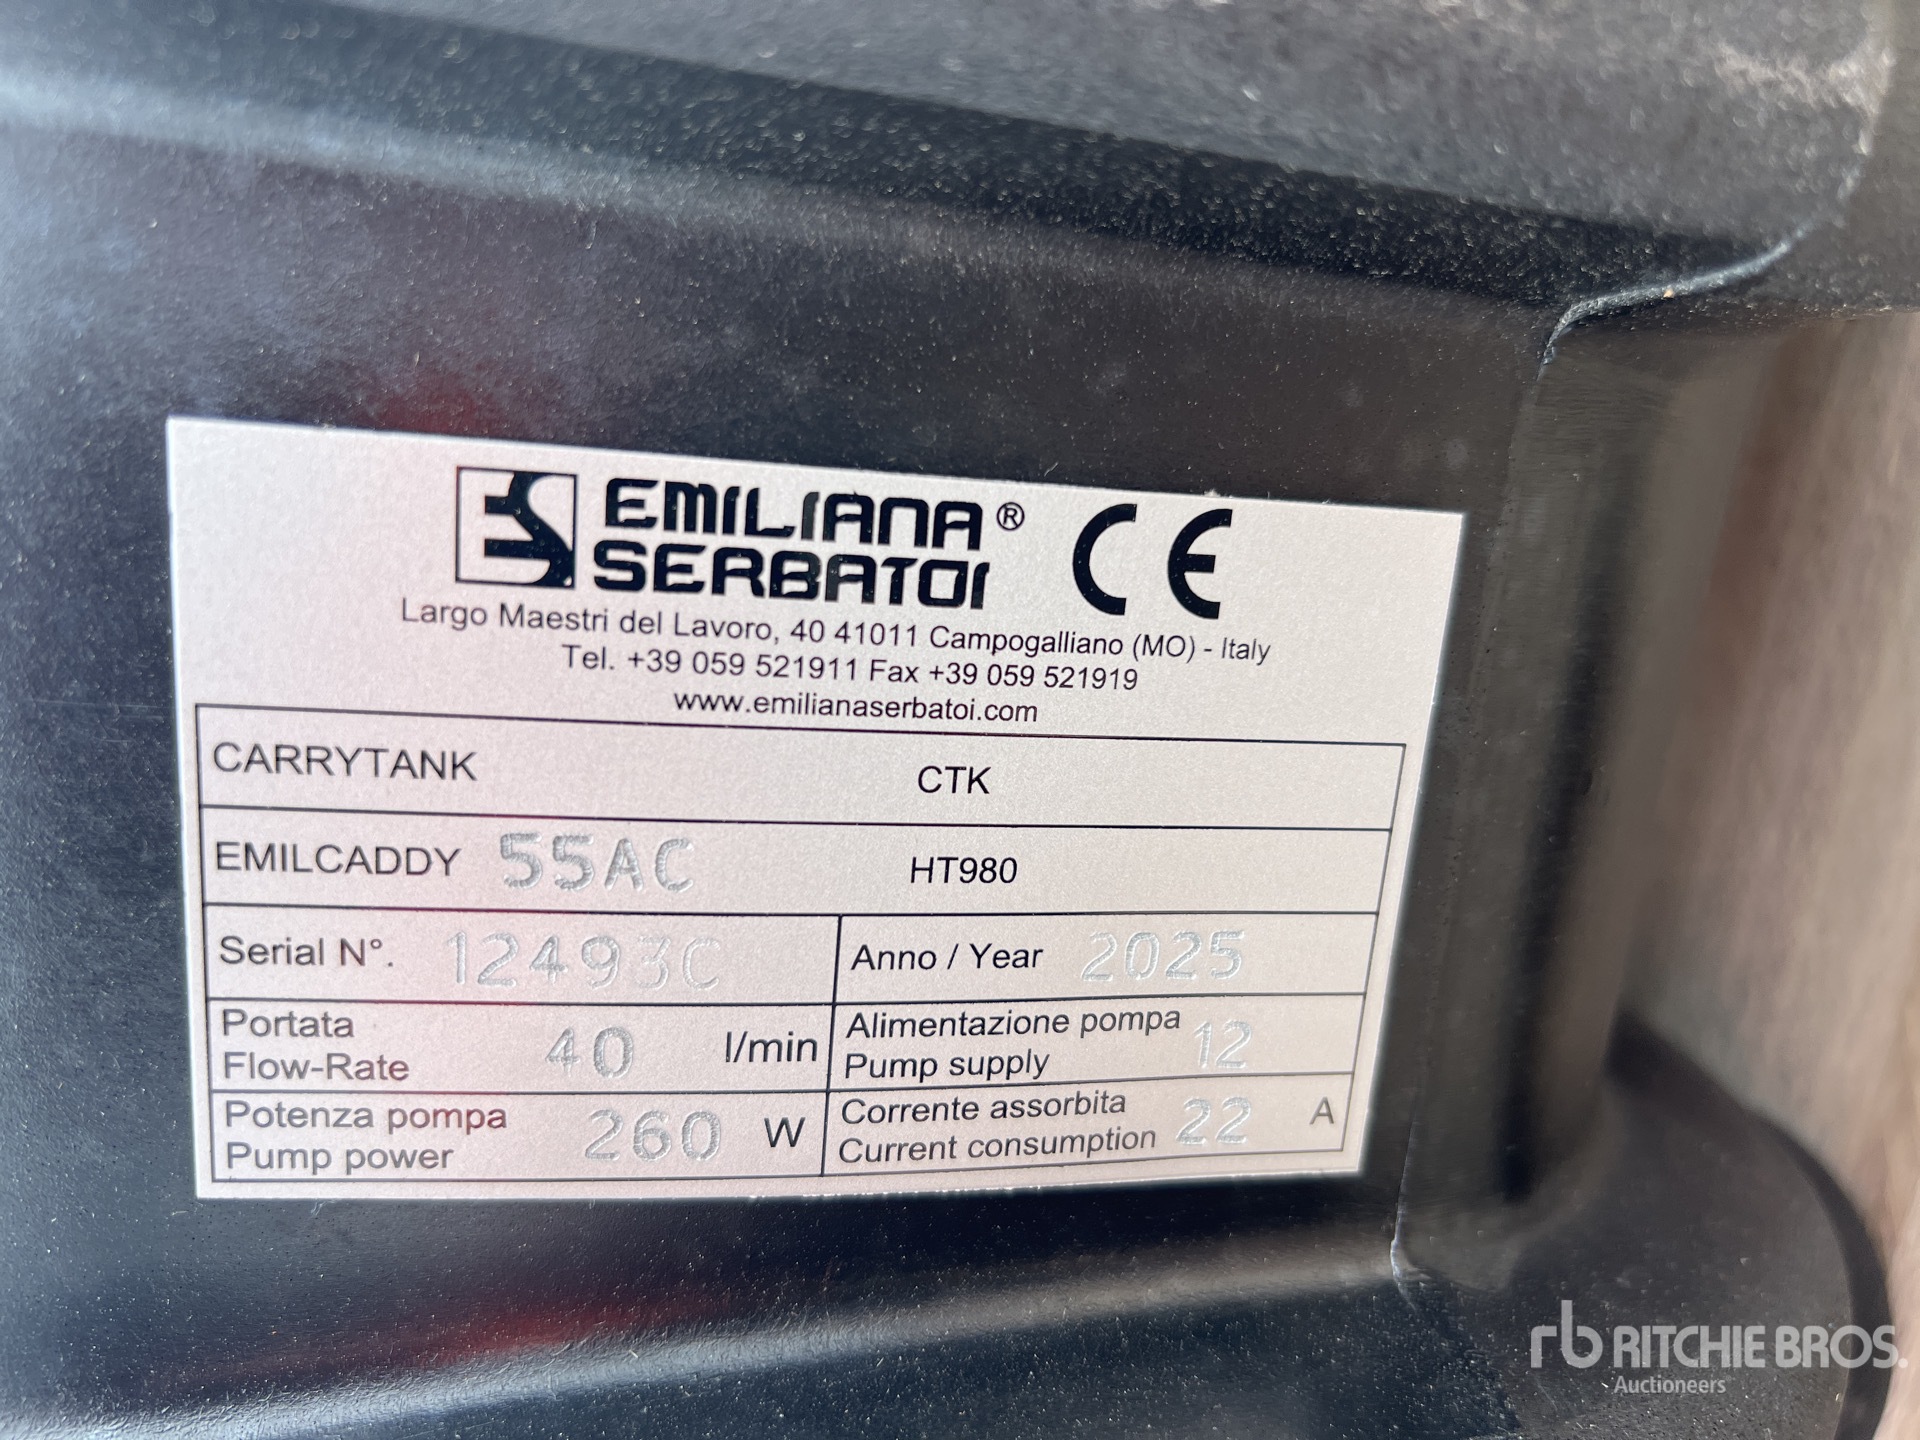 EMILIANA®
SERBATOI
CE
Largo Maestri del Lavoro, 40 41011 Campogalliano (MO) - Italy
Tel. +39 059 521911 Fax +39 059 521919
www.emilianaserbatoi.com
CARRYTANK CTK
EMILCADDY 55AC HT980
Serial N°. 12493C Anno / Year 2025
Portata
Flow-Rate 40 l/min
Alimentazione pompa
Pump supply 12
Potenza pompa
Pump power 260 W
Corrente assorbita
Current consumption 22 A
rb RITCHIE BROS.
Auctioneers